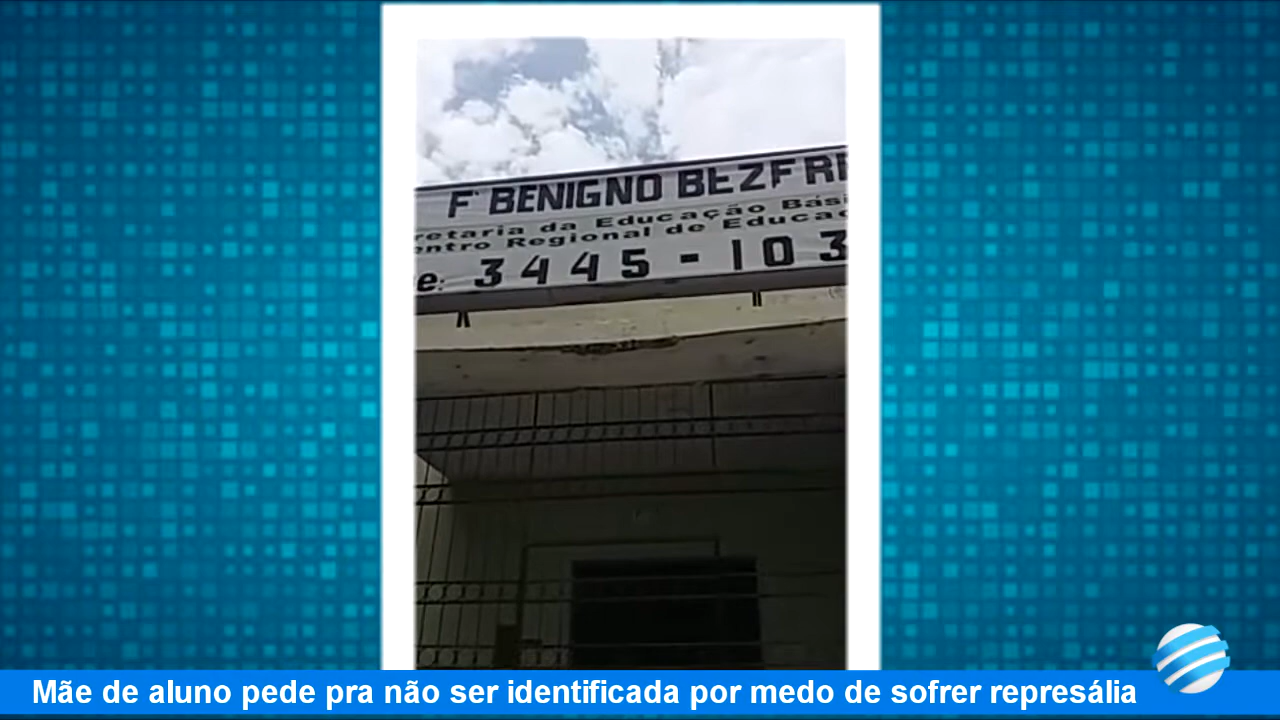 Fº BENIGNO BEZERR
retaria da Educação Bási
entro Regional de Educaç
e: 3445-103
Mãe de aluno pede pra não ser identificada por medo de sofrer represália